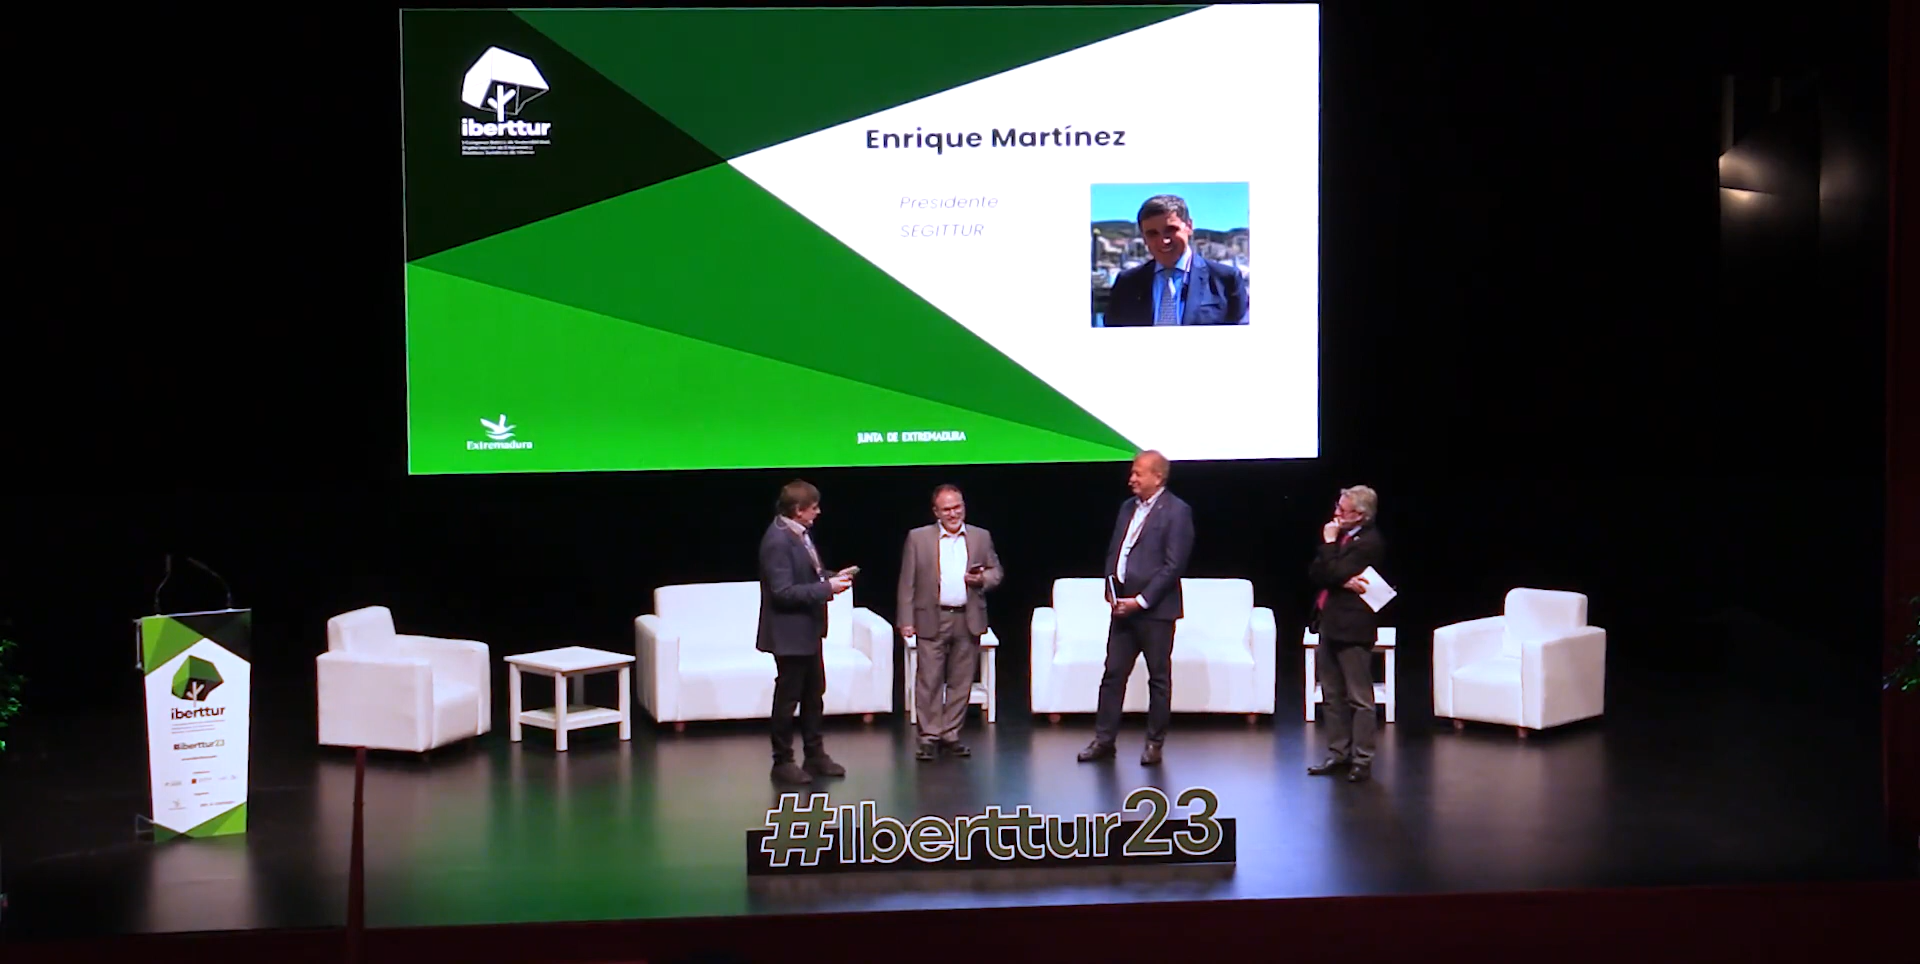 iberttur
Enrique Martínez
Presidente
SEGITTUR
Extremadura
JUNTA DE EXTREMADURA
iberttur
#iberttur23
#Iberttur23